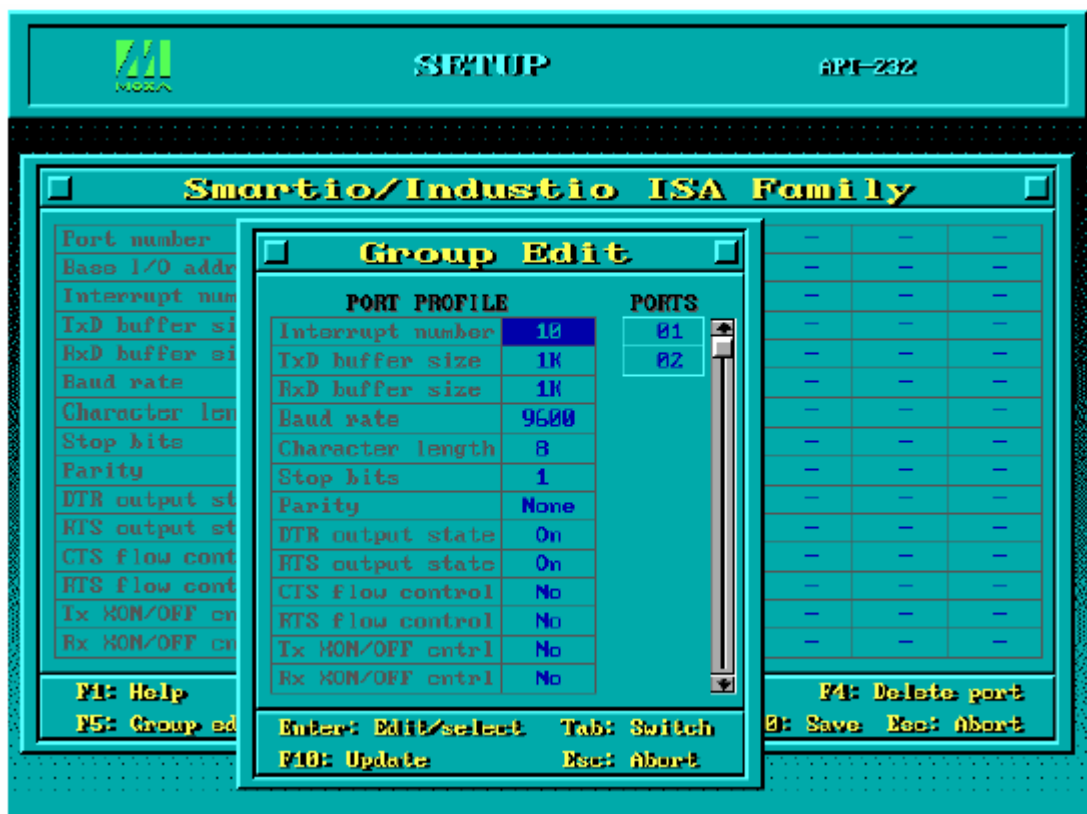 MOXA
SETUP
API-232
Smartio/Industio ISA Family
Port number
Base I/O addr
Interrupt num
TxD buffer si
RxD buffer si
Baud rate
Character len
Stop bits
Parity
DTR output st
RTS output st
CTS flow cont
RTS flow cont
Tx XON/OFF cn
Rx XON/OFF cn
F1: Help
F4: Delete port
F5: Group ed
0: Save Esc: Abort
Group Edit
PORT PROFILE PORTS
Interrupt number 10 01
TxD buffer size 1K 02
RxD buffer size 1K
Baud rate 9600
Character length 8
Stop bits 1
Parity None
DTR output state On
RTS output state On
CTS flow control No
RTS flow control No
Tx XON/OFF cntrl No
Rx XON/OFF cntrl No
Enter: Edit/select Tab: Switch
F10: Update Esc: Abort